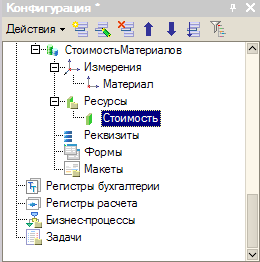 Конфигурация *
Действия
СтоимостьМатериалов
Измерения
Материал
Ресурсы
Стоимость
Реквизиты
Формы
Макеты
Регистры бухгалтерии
Регистры расчета
Бизнес-процессы
Задачи